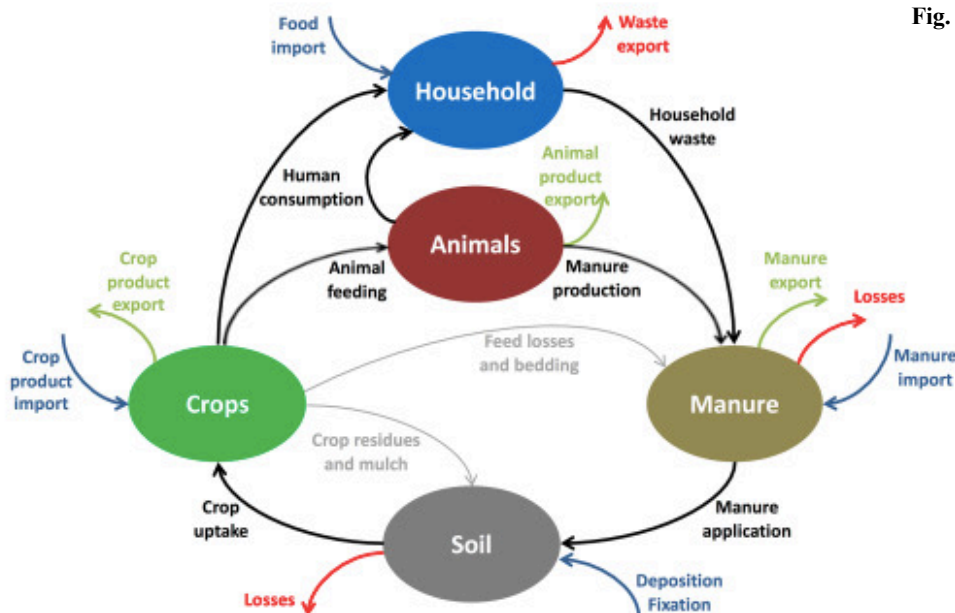 Fig.
Food
import
Waste
export
Household
Household
waste
Animal
product
export
Human
consumption
Animals
Animal
feeding
Manure
production
Crop
product
export
Manure
export
Losses
Feed losses
and bedding
Crop
product
import
Crops
Manure
Manure
import
Crop residues
and mulch
Crop
uptake
Soil
Manure
application
Losses
Deposition
Fixation